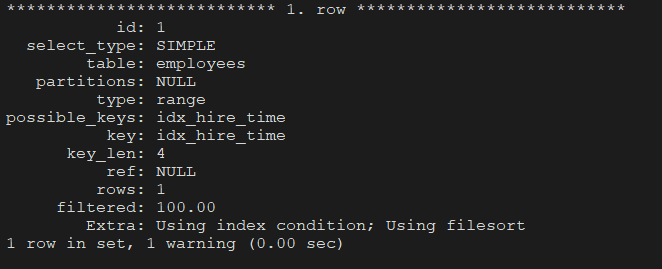 *************************** 1. row ***************************
           id: 1
  select_type: SIMPLE
        table: employees
   partitions: NULL
         type: range
possible_keys: idx_hire_time
          key: idx_hire_time
      key_len: 4
          ref: NULL
         rows: 1
     filtered: 100.00
        Extra: Using index condition; Using filesort
1 row in set, 1 warning (0.00 sec)